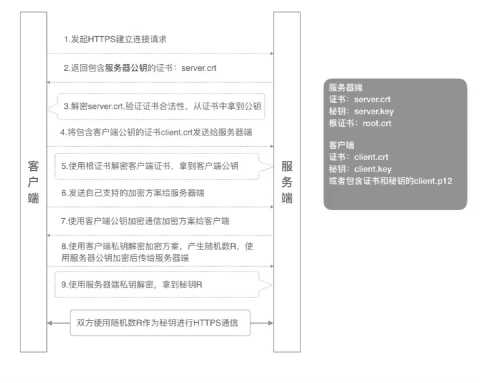 1.发起HTTPS建立连接请求
2.返回包含服务器公钥的证书：server.crt
3.解密server.crt,验证证书合法性，从证书中拿到公钥
4.将包含客户端公钥的证书client.crt发送给服务器端
5.使用根证书解密客户端证书，拿到客户端公钥
6.发送自己支持的加密方案给服务器端
7.使用客户端公钥加密通信加密方案给客户端
8.使用客户端私钥解密加密方案、产生随机数R，使
用服务器公钥加密后传给服务器端
9.使用服务器端私钥解密，拿到秘钥R
双方使用随机数R作为秘钥进行HTTPS通信
客户端
服务端
服务器端
证书：server.crt
秘钥：server.key
根证书：root.crt
客户端
证书：client.crt
秘钥：client.key
或者包含证书和秘钥的client.p12